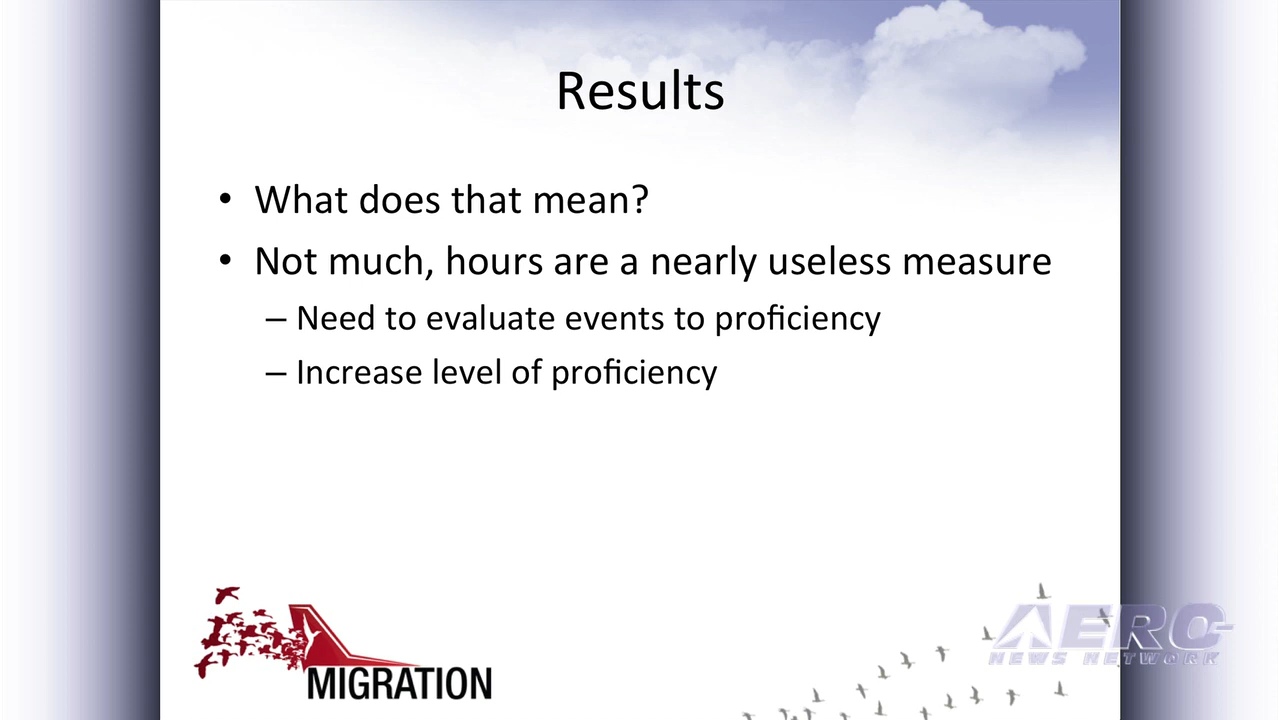 Results
• What does that mean?
• Not much, hours are a nearly useless measure
– Need to evaluate events to proficiency
– Increase level of proficiency
MIGRATION
AERO
NEWS NETWORK